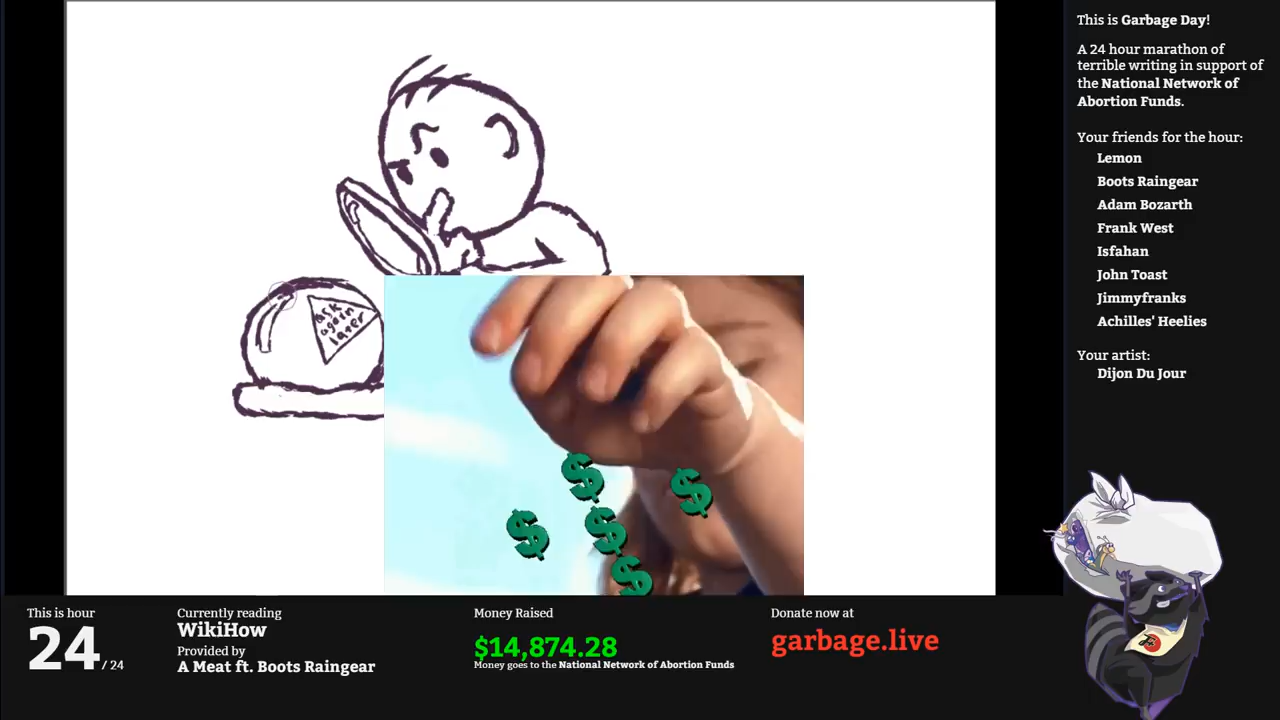 This is Garbage Day!
A 24 hour marathon of
terrible writing in support of
the National Network of
Abortion Funds.
Your friends for the hour:
Lemon
Boots Raingear
Adam Bozarth
Frank West
Isfahan
John Toast
Jimmyfranks
Achilles' Heelies
Your artist:
Dijon Du Jour
ask
again
later
$
$
$
$
$
This is hour
24 / 24
Currently reading
WikiHow
Provided by
A Meat ft. Boots Raingear
Money Raised
$14,874.28
Money goes to the National Network of Abortion Funds
Donate now at
garbage.live